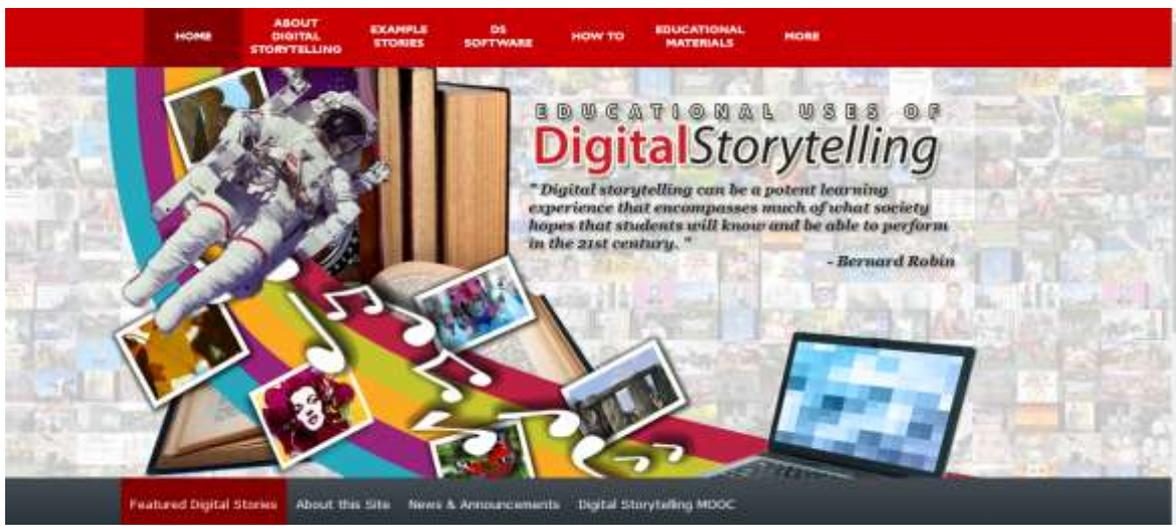 HOME
ABOUT
DIGITAL
STORYTELLING
EXAMPLE
STORIES
DS
SOFTWARE
HOW TO
EDUCATIONAL
MATERIALS
MORE
EDUCATIONAL USES OF
DigitalStorytelling
" Digital storytelling can be a potent learning
experience that encompasses much of what society
hopes that students will know and be able to perform
in the 21st century. "
- Bernard Robin
Featured Digital Stories About this Site News & Announcements Digital Storytelling MOOC